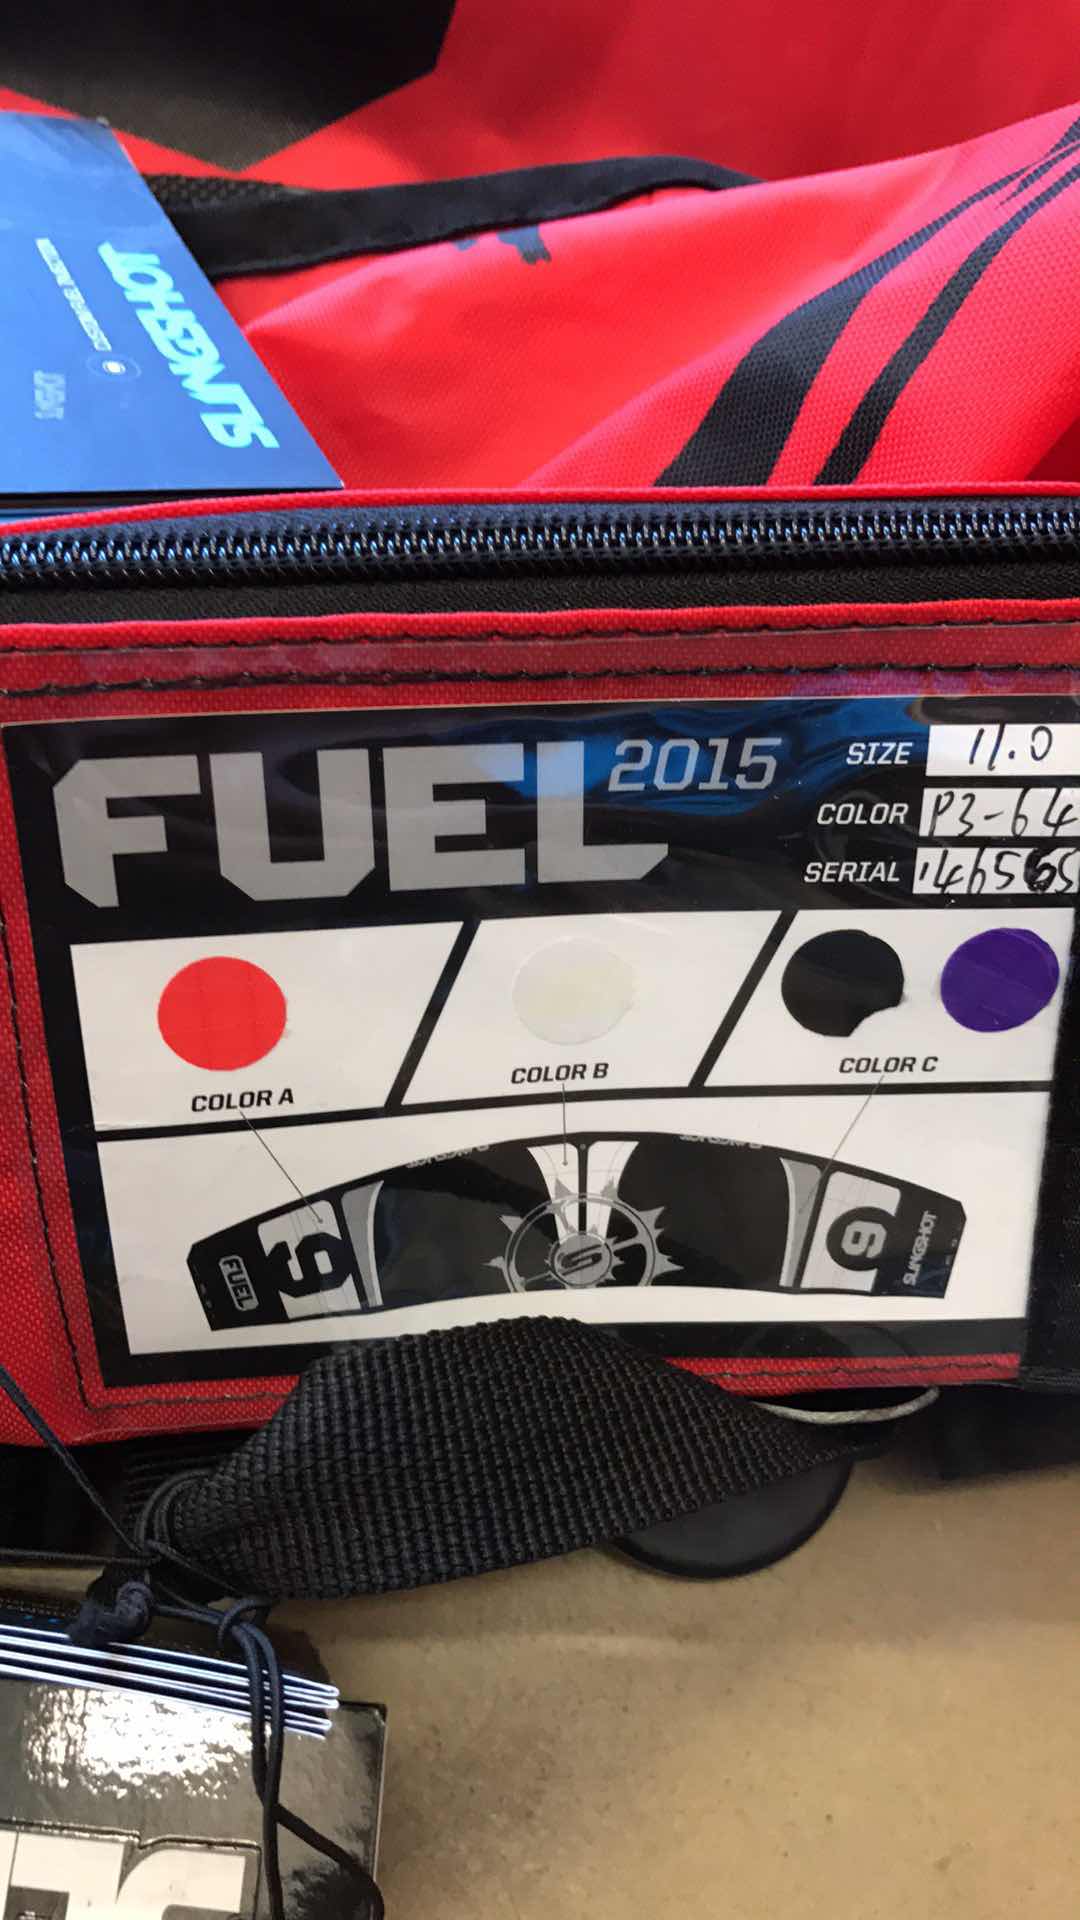 SLINGSHOT
FUEL 2015
SIZE 11.0
COLOR P3-64
SERIAL
COLOR A
COLOR B
COLOR C
9
FUEL
S
9
SLINGSHOT